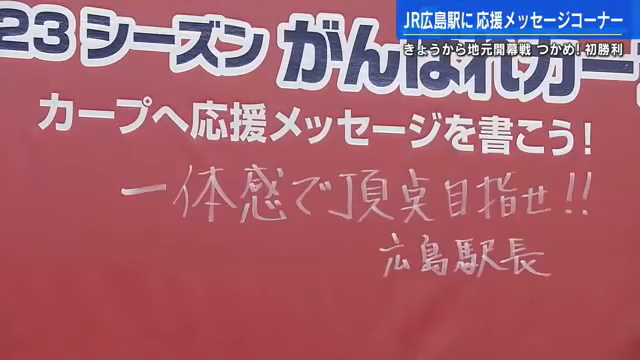 JR広島駅に 応援メッセージコーナー
きょうから地元開幕戦 つかめ!初勝利
23 シーズン がんばれカー
カープへ応援メッセージを書こう!
一体感で頂点目指せ!!
広島駅長